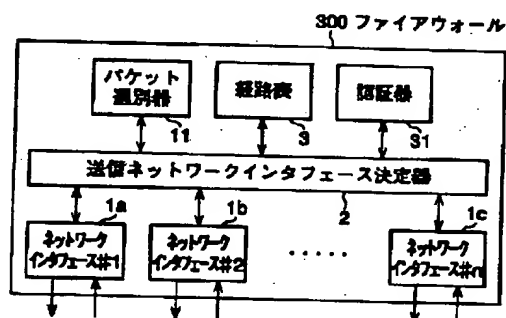 300 ファイアウォール
パケット
選別器
11
経路表
3
認証器
31
送信ネットワークインタフェース決定器
2
1a
ネットワーク
インタフェース#1
1b
ネットワーク
インタフェース#2
.....
1c
ネットワーク
インタフェース#n